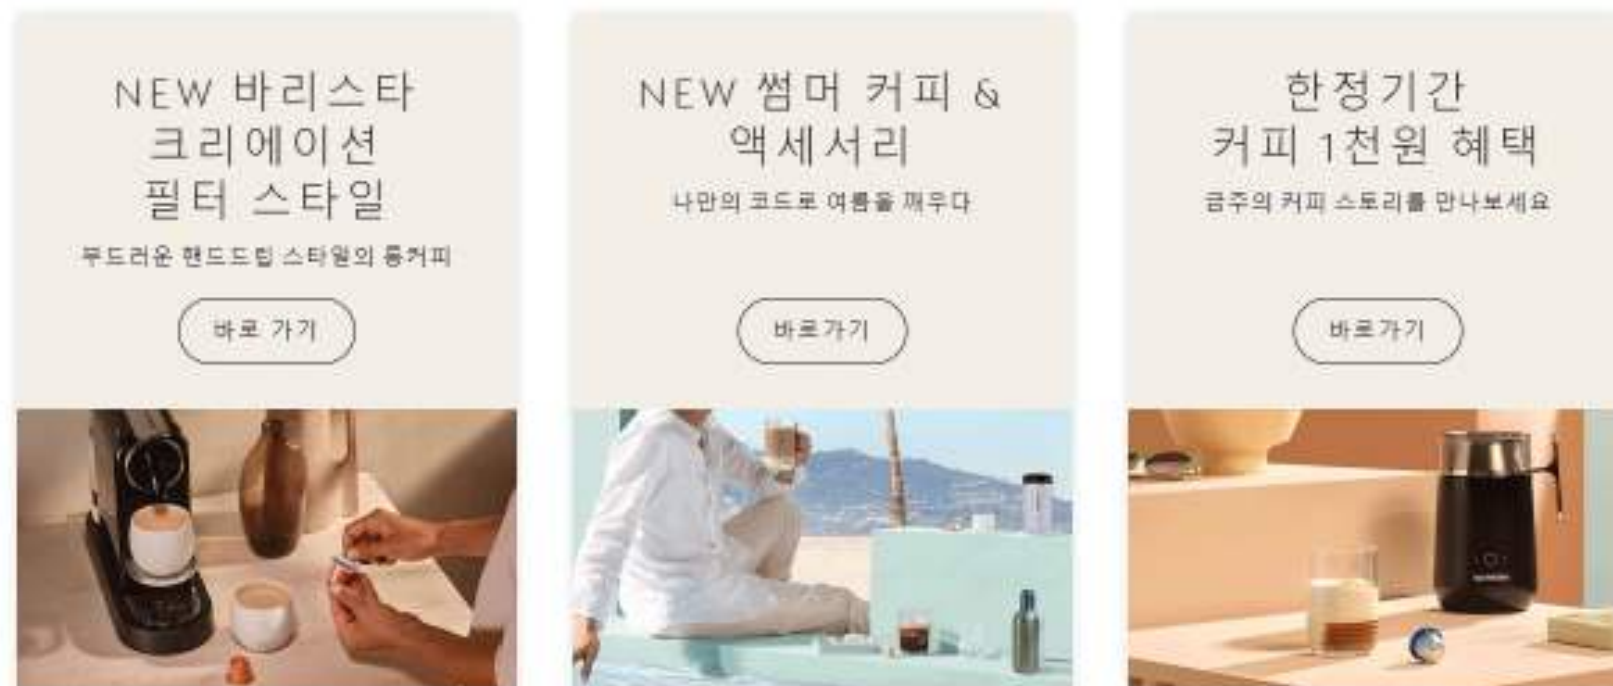 NEW 바리스타
크리에이션
필터 스타일
부드러운 핸드드립 스타일의 롱커피
바로 가기
NEW 썸머 커피 &
액세서리
나만의 코드로 여름을 깨우다
바로가기
한정기간
커피 1천원 혜택
금주의 커피 스토리를 만나보세요
바로가기